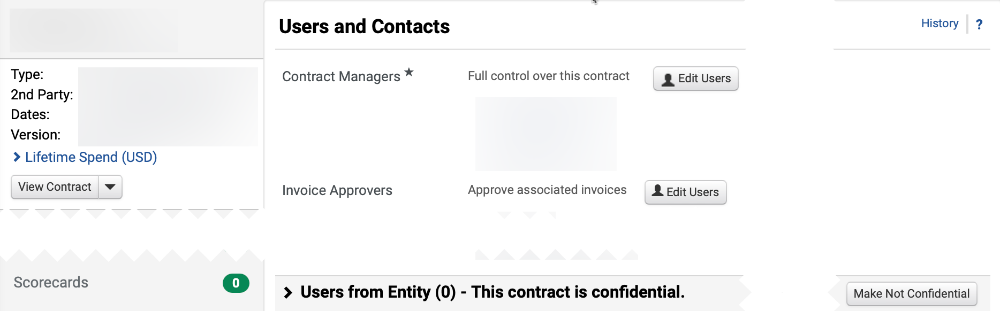 Users and Contacts
History
?
Type:
2nd Party:
Dates:
Version:
Lifetime Spend (USD)
View Contract
Contract Managers ★
Full control over this contract
Edit Users
Invoice Approvers
Approve associated invoices
Edit Users
Scorecards
0
Users from Entity (0) - This contract is confidential.
Make Not Confidential